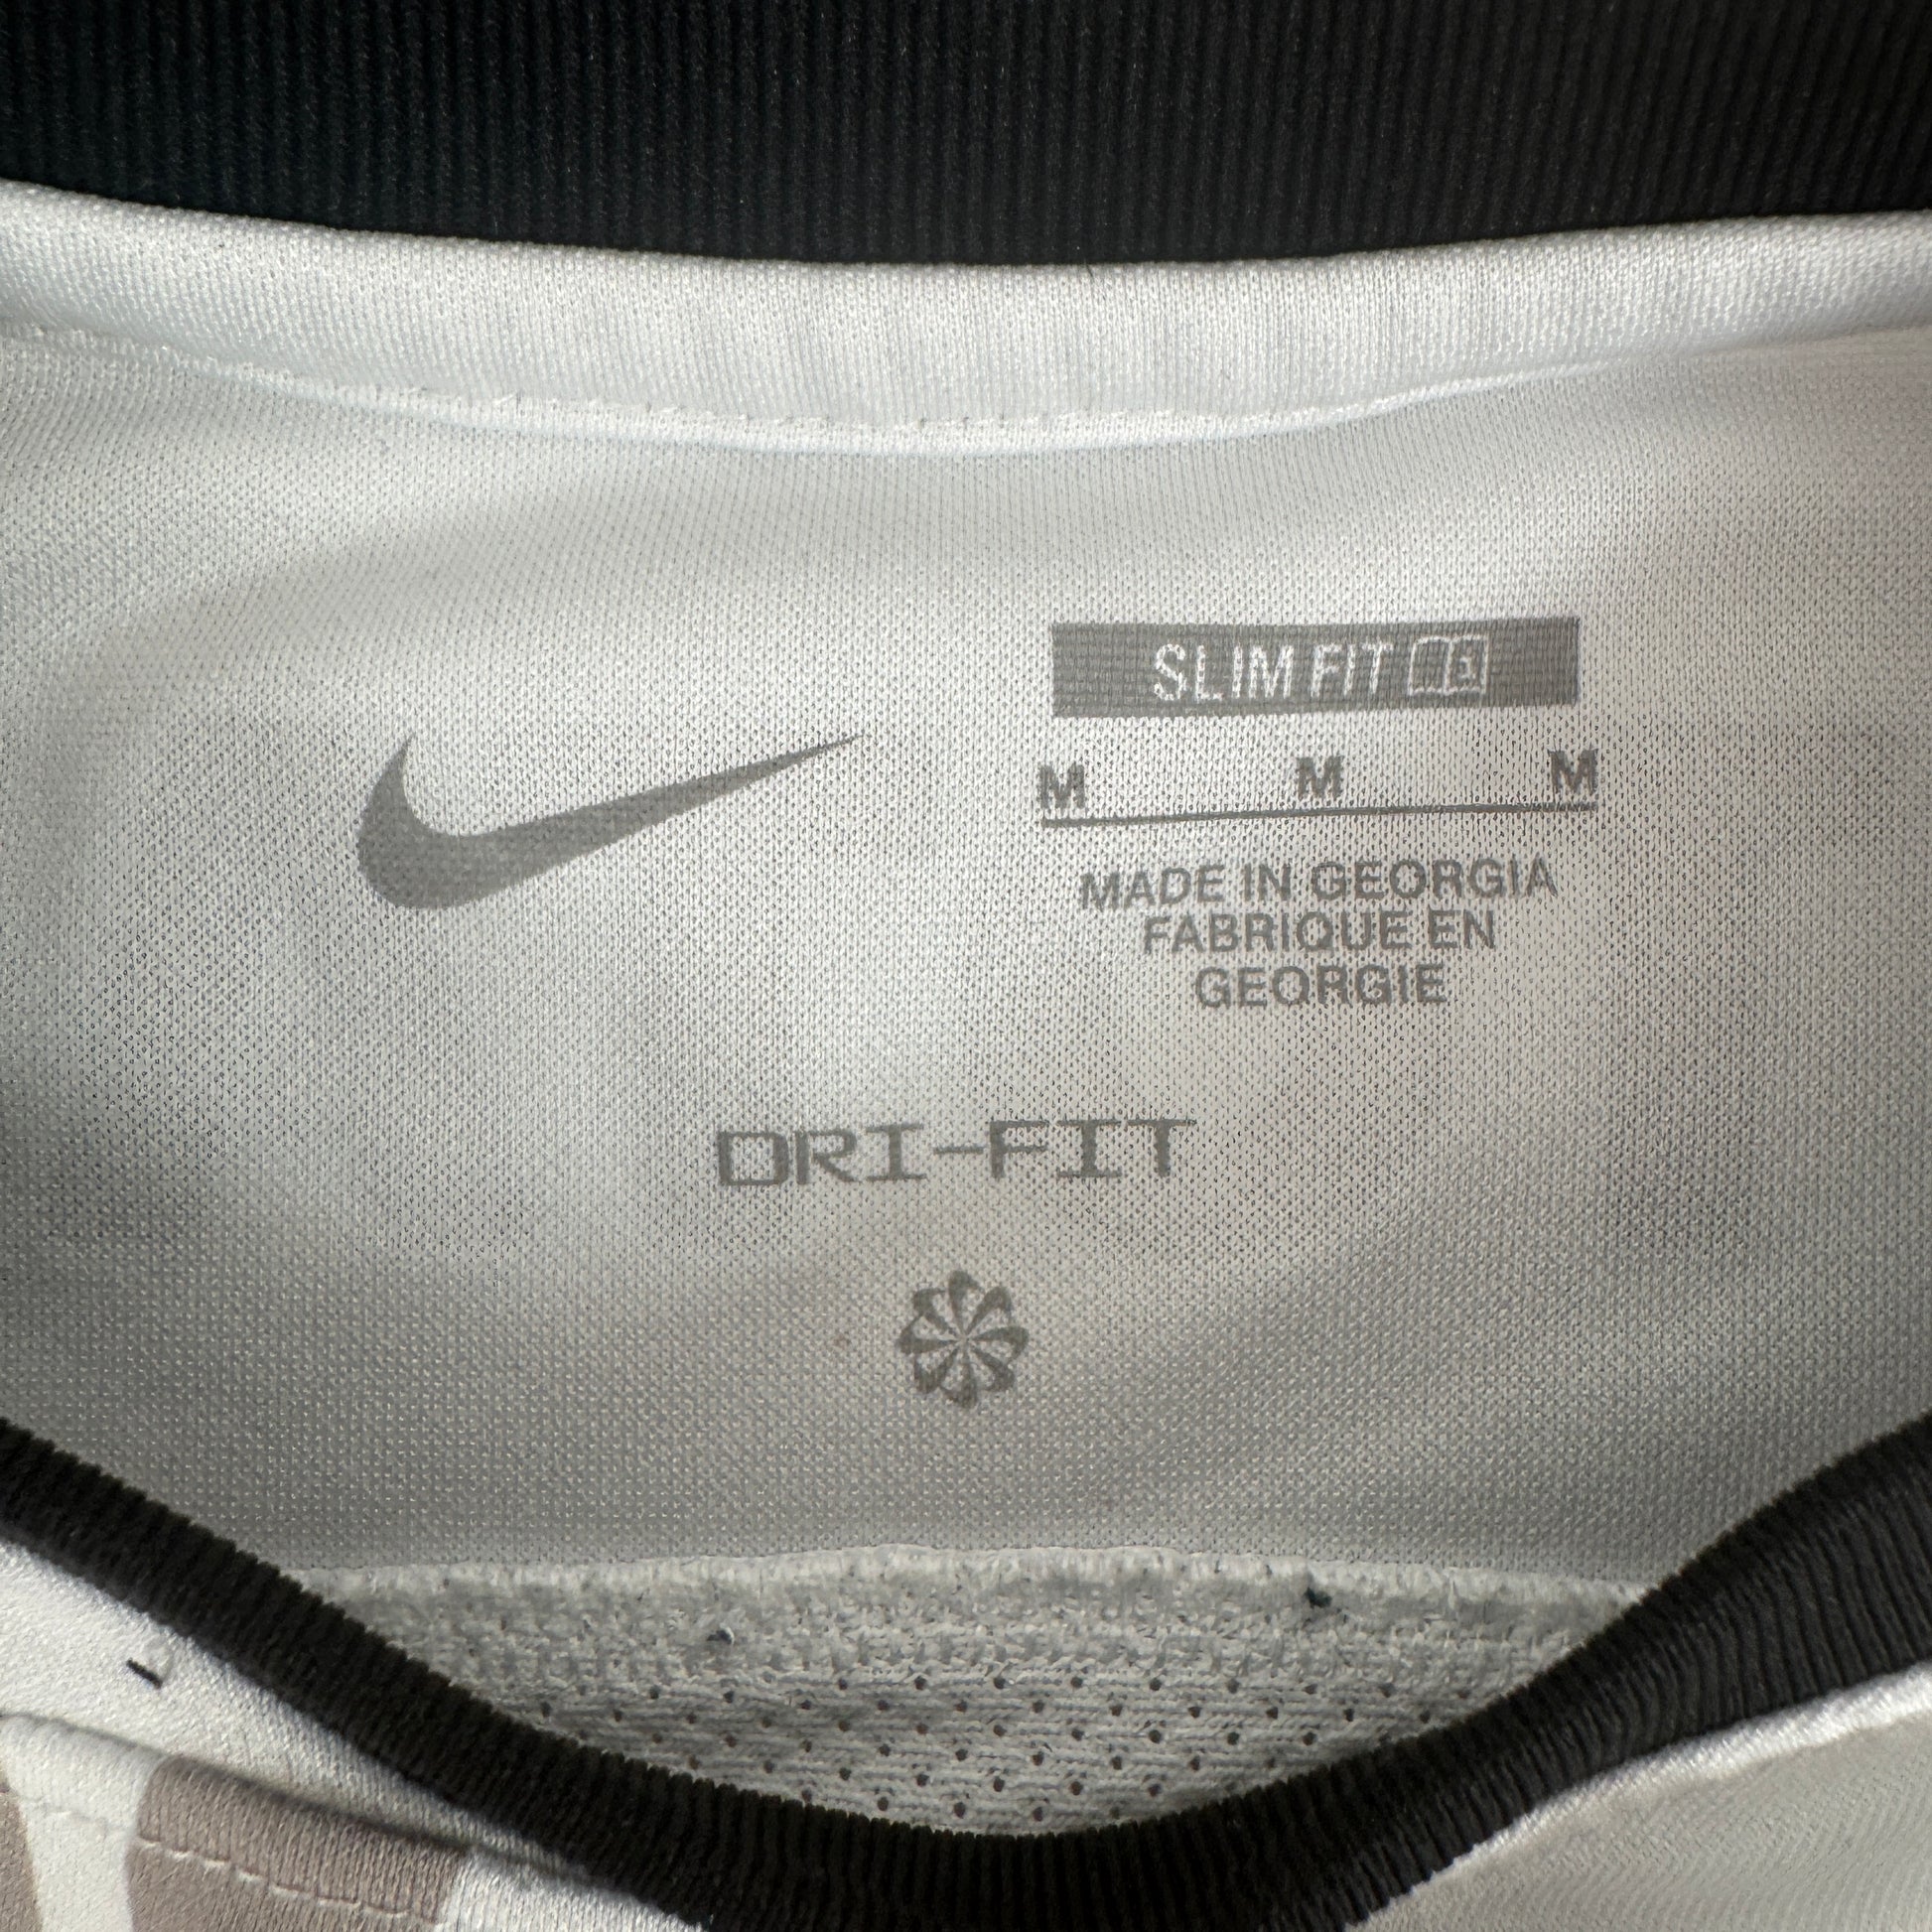 SLIM FIT
M M M
MADE IN GEORGIA
FABRIQUE EN
GEORGIE
DRI-FIT